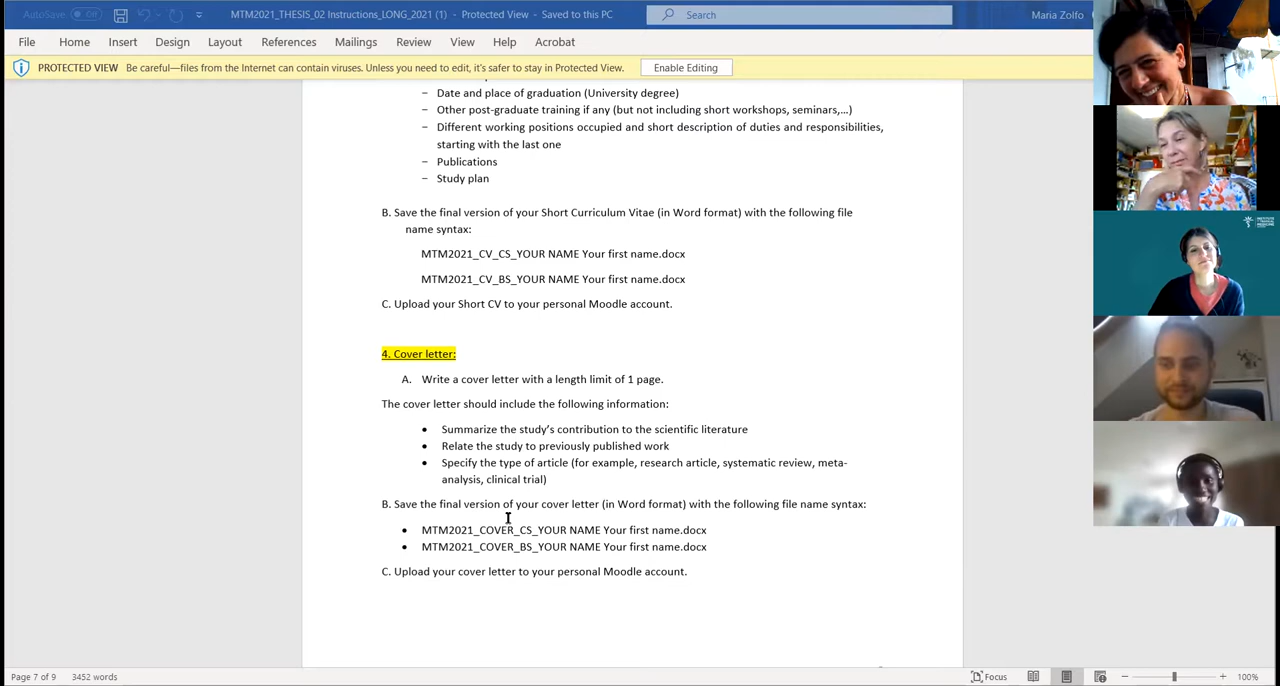 AutoSave Off MTM2021_THESIS_02 Instructions_LONG_2021 (1) - Protected View - Saved to this PC Search Maria Zolfo
File Home Insert Design Layout References Mailings Review View Help Acrobat
PROTECTED VIEW Be careful—files from the Internet can contain viruses. Unless you need to edit, it's safer to stay in Protected View. Enable Editing
– Date and place of graduation (University degree)
– Other post-graduate training if any (but not including short workshops, seminars,…)
– Different working positions occupied and short description of duties and responsibilities,
starting with the last one
– Publications
– Study plan
B. Save the final version of your Short Curriculum Vitae (in Word format) with the following file
name syntax:
MTM2021_CV_CS_YOUR NAME Your first name.docx
MTM2021_CV_BS_YOUR NAME Your first name.docx
C. Upload your Short CV to your personal Moodle account.
4. Cover letter:
A. Write a cover letter with a length limit of 1 page.
The cover letter should include the following information:
• Summarize the study's contribution to the scientific literature
• Relate the study to previously published work
• Specify the type of article (for example, research article, systematic review, meta-
analysis, clinical trial)
B. Save the final version of your cover letter (in Word format) with the following file name syntax:
• MTM2021_COVER_CS_YOUR NAME Your first name.docx
• MTM2021_COVER_BS_YOUR NAME Your first name.docx
C. Upload your cover letter to your personal Moodle account.
INSTITUTE
OF TROPICAL
MEDICINE
Page 7 of 9 3452 words Focus 100%